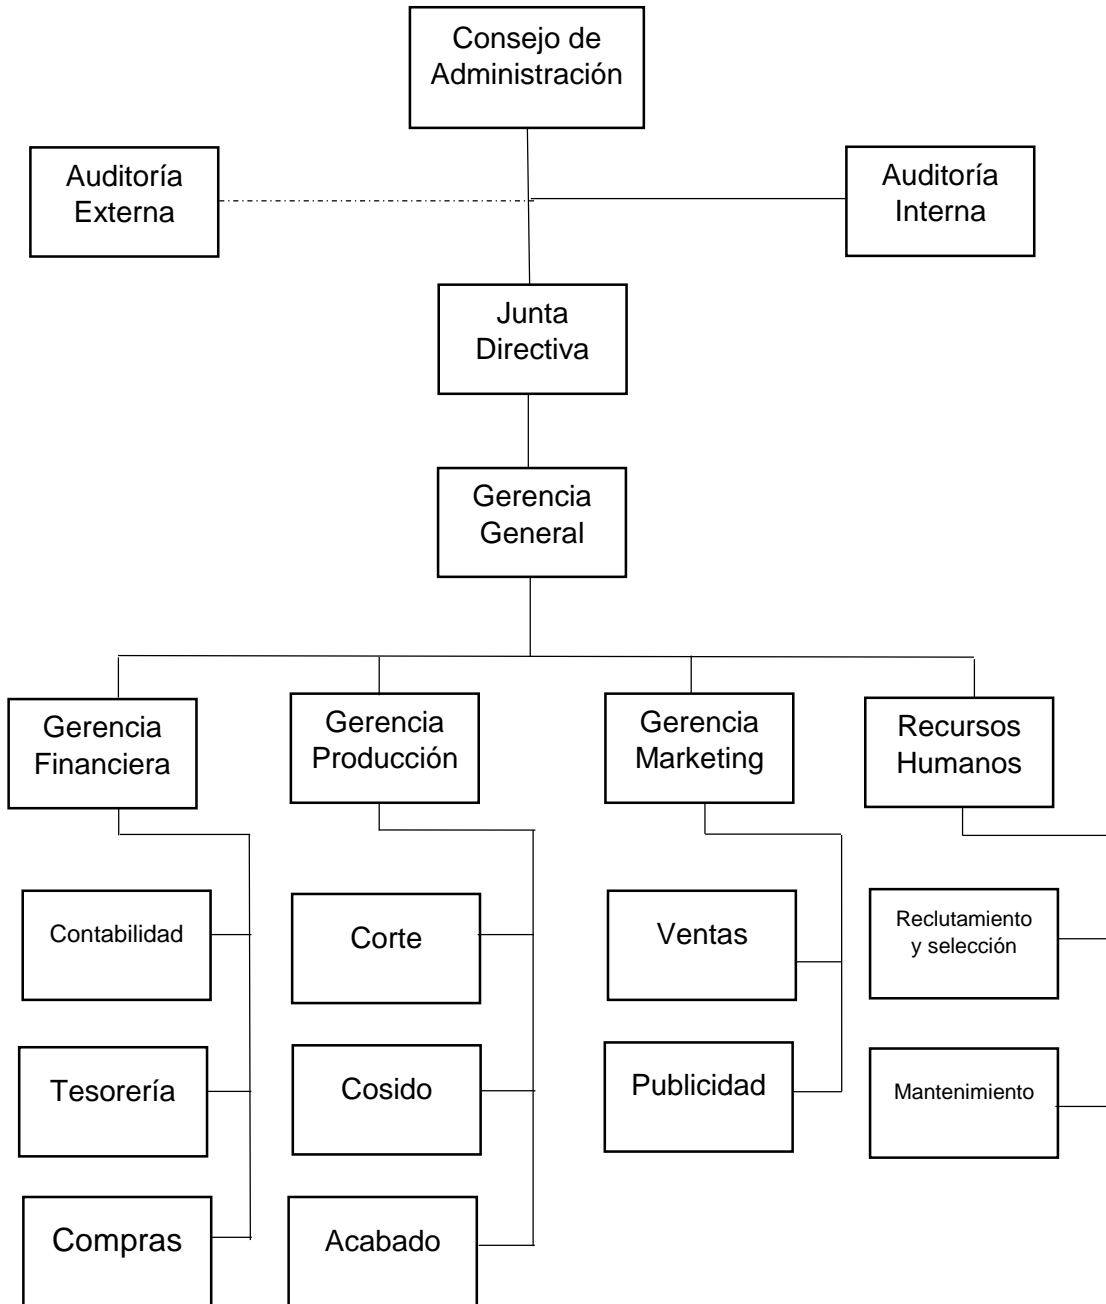 Consejo de
Administración
Auditoría
Externa
Auditoría
Interna
Junta
Directiva
Gerencia
General
Gerencia
Financiera
Gerencia
Producción
Gerencia
Marketing
Recursos
Humanos
Contabilidad
Corte
Ventas
Reclutamiento
y selección
Tesorería
Cosido
Publicidad
Mantenimiento
Compras
Acabado